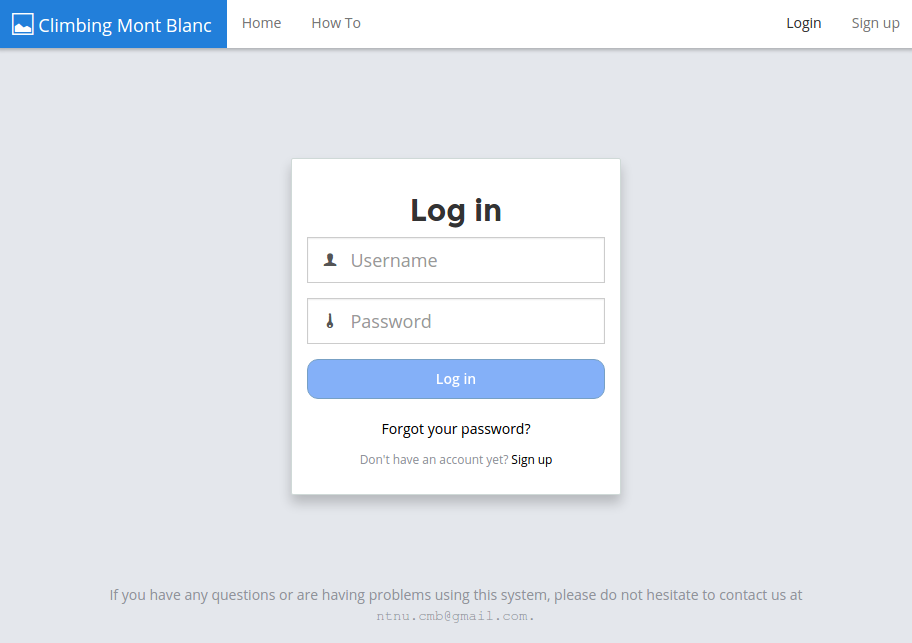 Climbing Mont Blanc Home How To Login Sign up
Log in
Username
Password
Log in
Forgot your password?
Don't have an account yet? Sign up
If you have any questions or are having problems using this system, please do not hesitate to contact us at
ntnu.cmb@gmail.com.